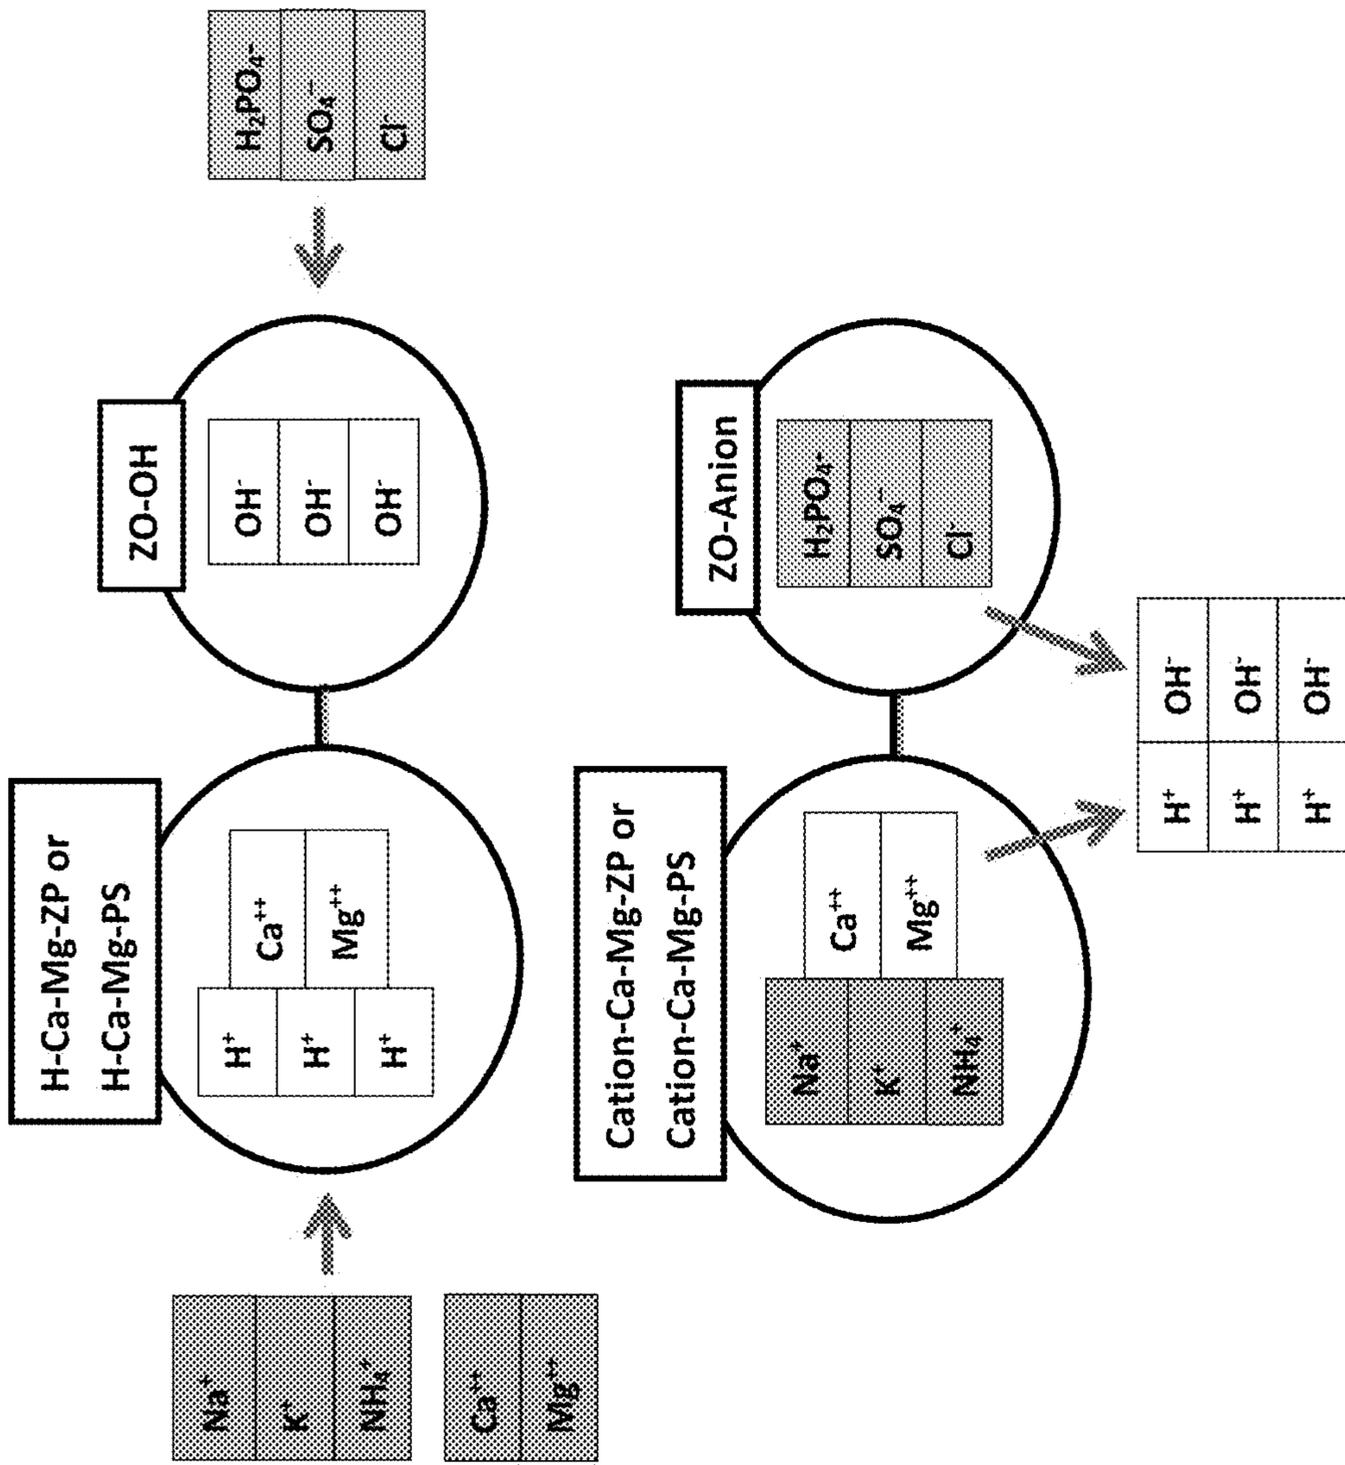 H-Ca-Mg-ZP or
H-Ca-Mg-PS
ZO-OH
Na⁺
K⁺
NH₄⁺
Ca⁺⁺
Mg⁺⁺
H⁺
H⁺
H⁺
Ca⁺⁺
Mg⁺⁺
OH⁻
OH⁻
OH⁻
H₂PO₄-
SO₄⁻⁻
Cl⁻
Cation-Ca-Mg-ZP or
Cation-Ca-Mg-PS
ZO-Anion
Na⁺
K⁺
NH₄⁺
Ca⁺⁺
Mg⁺⁺
H₂PO₄-
SO₄⁻⁻
Cl⁻
H⁺ OH⁻
H⁺ OH⁻
H⁺ OH⁻